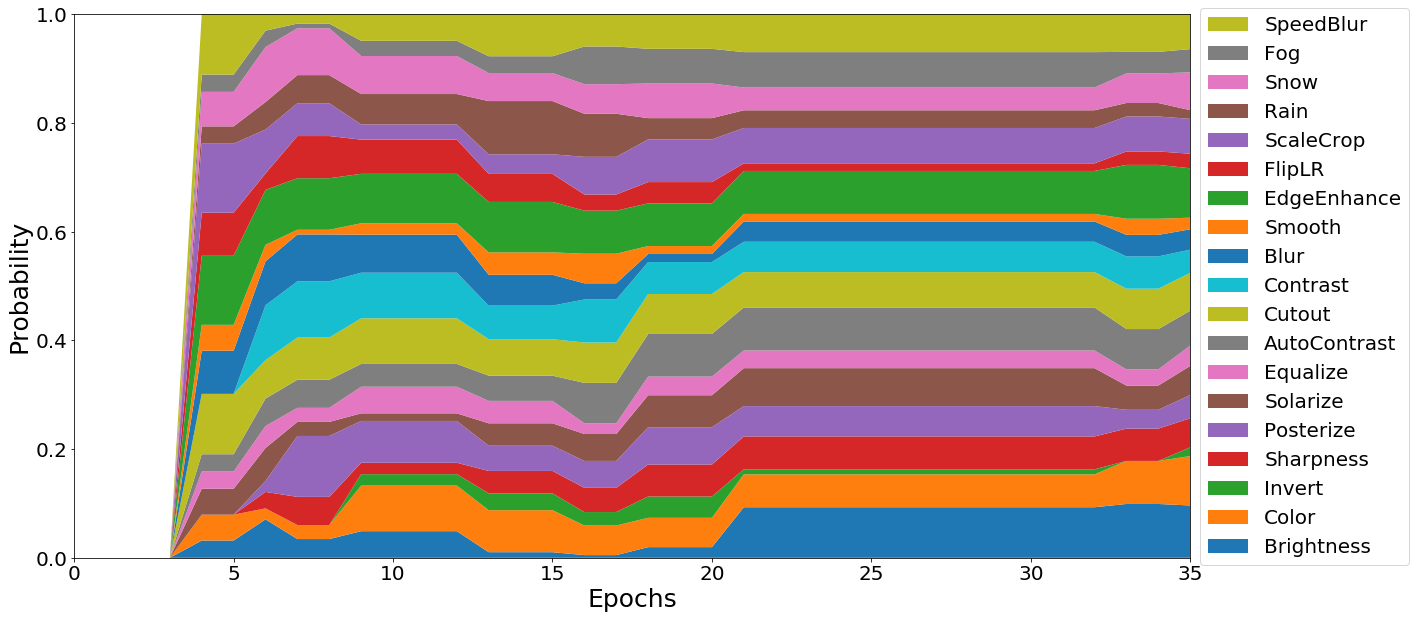 1.0
0.8
0.6
0.4
0.2
0.0
Probability
0 5 10 15 20 25 30 35
Epochs
SpeedBlur
Fog
Snow
Rain
ScaleCrop
FlipLR
EdgeEnhance
Smooth
Blur
Contrast
Cutout
AutoContrast
Equalize
Solarize
Posterize
Sharpness
Invert
Color
Brightness